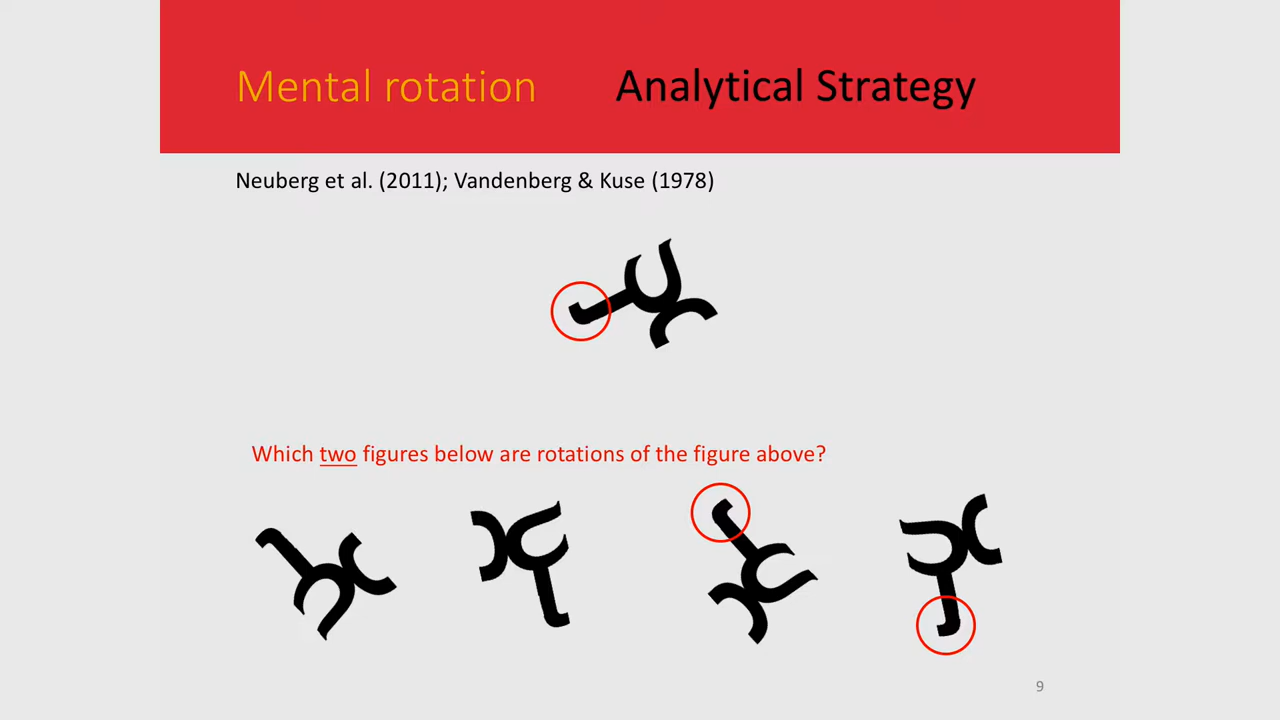 Mental rotation Analytical Strategy
Neuberg et al. (2011); Vandenberg & Kuse (1978)
Which two figures below are rotations of the figure above?
9